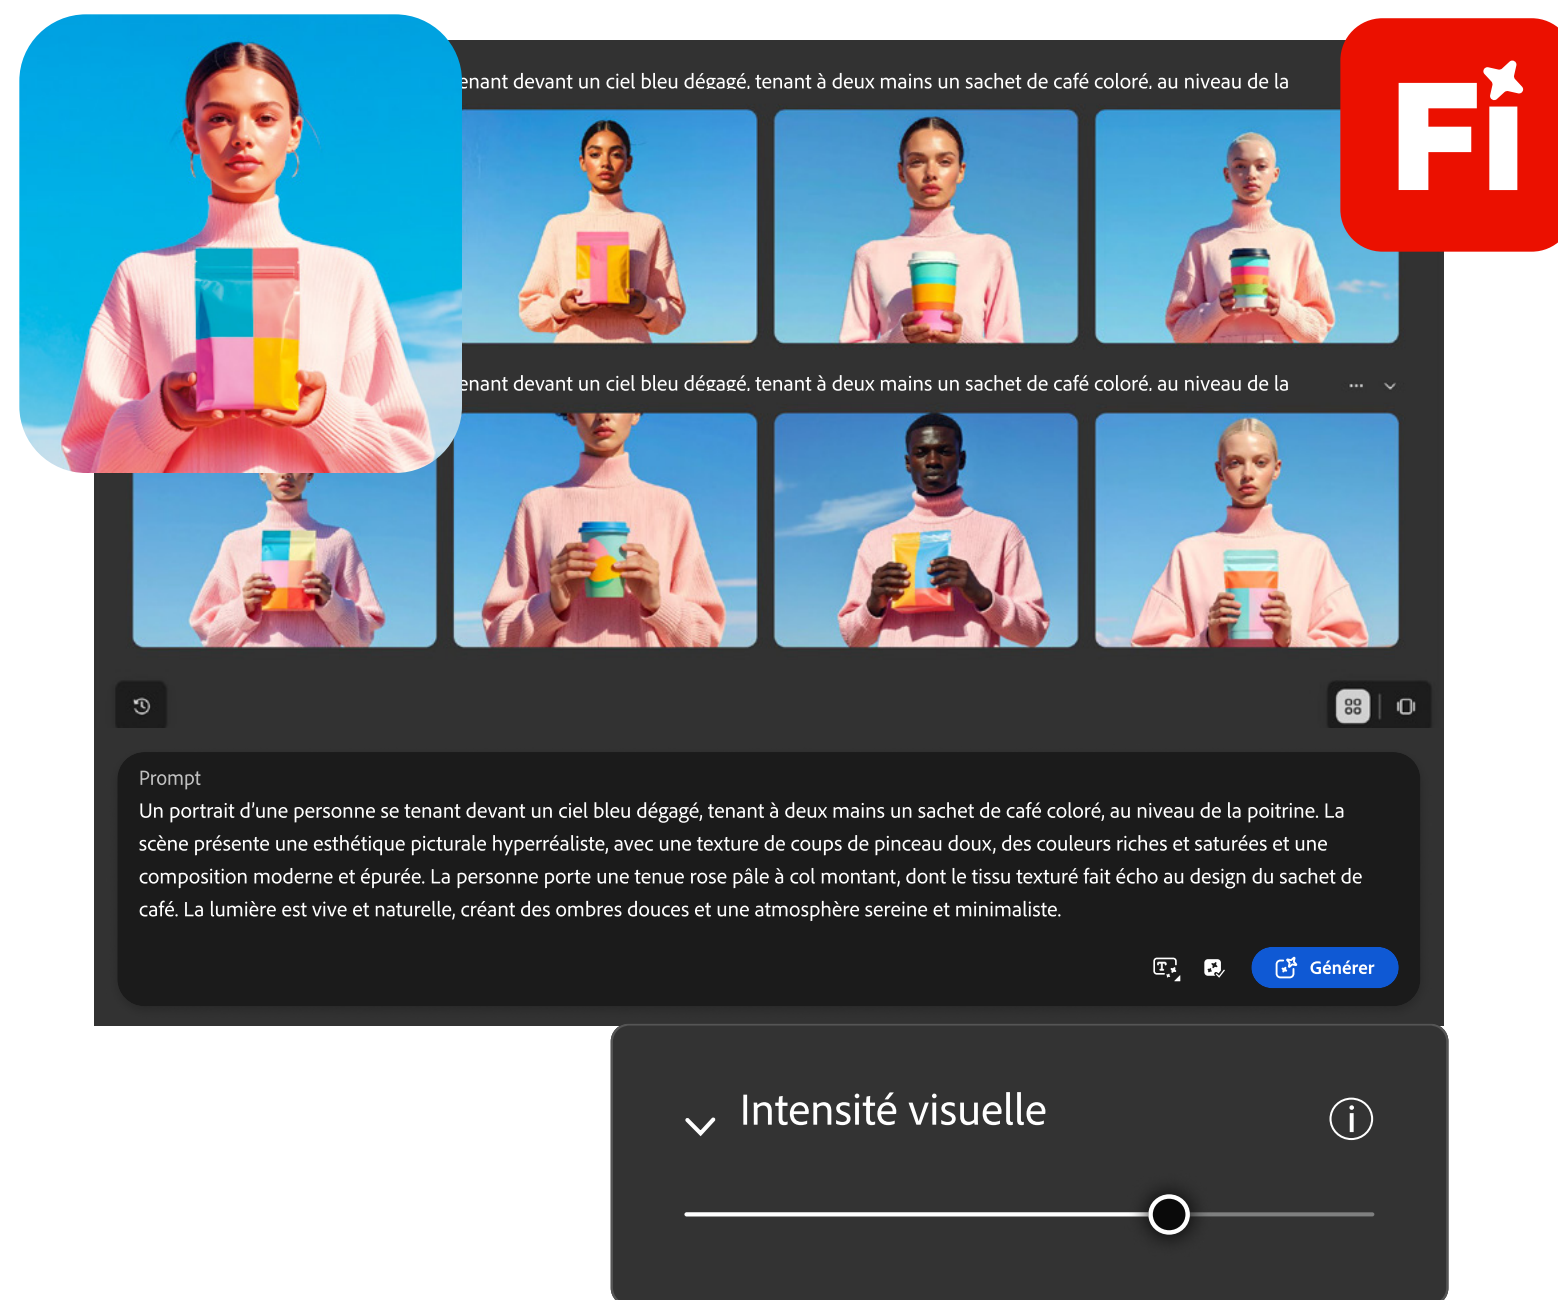 enant devant un ciel bleu dégagé, tenant à deux mains un sachet de café coloré, au niveau de la
Fi
enant devant un ciel bleu dégagé, tenant à deux mains un sachet de café coloré, au niveau de la
Prompt
Un portrait d’une personne se tenant devant un ciel bleu dégagé, tenant à deux mains un sachet de café coloré, au niveau de la poitrine. La
scène présente une esthétique picturale hyperréaliste, avec une texture de coups de pinceau doux, des couleurs riches et saturées et une
composition moderne et épurée. La personne porte une tenue rose pâle à col montant, dont le tissu texturé fait écho au design du sachet de
café. La lumière est vive et naturelle, créant des ombres douces et une atmosphère sereine et minimaliste.
Générer
Intensité visuelle